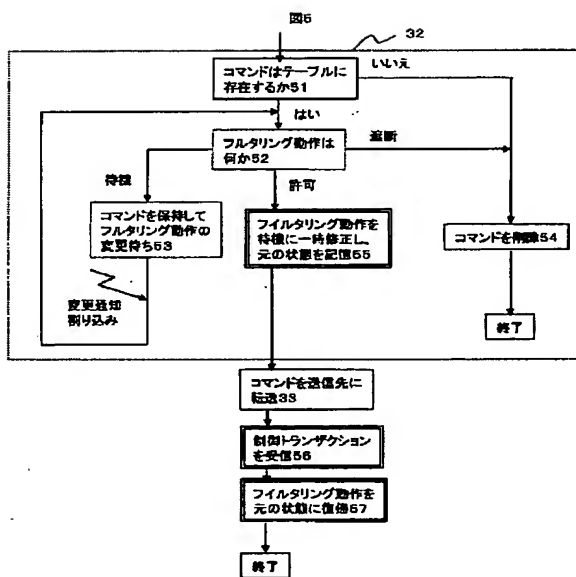 図5
32
コマンドはテーブルに
存在するか51
いいえ
はい
フルタリング動作は
何か52
遮断
待機
許可
コマンドを保持して
フルタリング動作の
変更待ち53
フイルタリング動作を
待機に一時修正し、
元の状態を記憶55
コマンドを削除54
変更通知
割り込み
終了
コマンドを送信先に
転送33
制御トランザクション
を受信56
フイルタリング動作を
元の状態に復帰57
終了